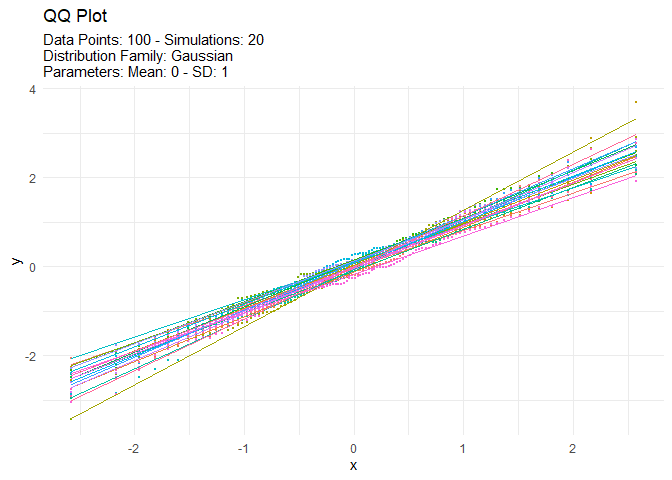 QQ Plot
Data Points: 100 - Simulations: 20
Distribution Family: Gaussian
Parameters: Mean: 0 - SD: 1
4
2
0
-2
y
-2 -1 0 1 2
x